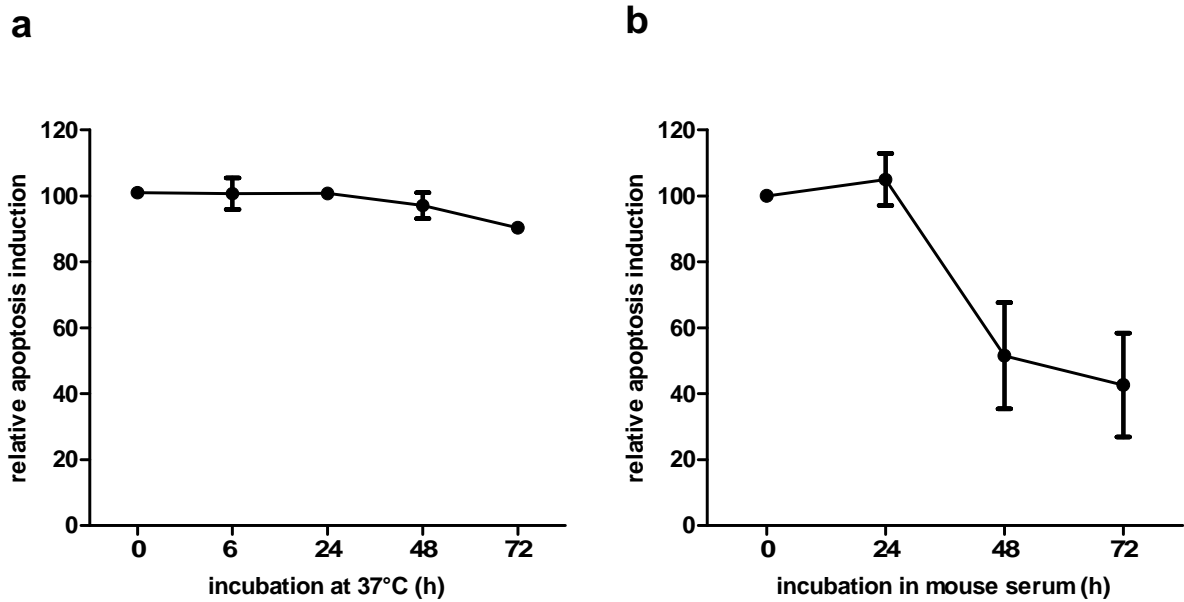 a
relative apoptosis induction
120
100
80
60
40
20
0
0 6 24 48 72
incubation at 37°C (h)
b
relative apoptosis induction
120
100
80
60
40
20
0
0 24 48 72
incubation in mouse serum (h)